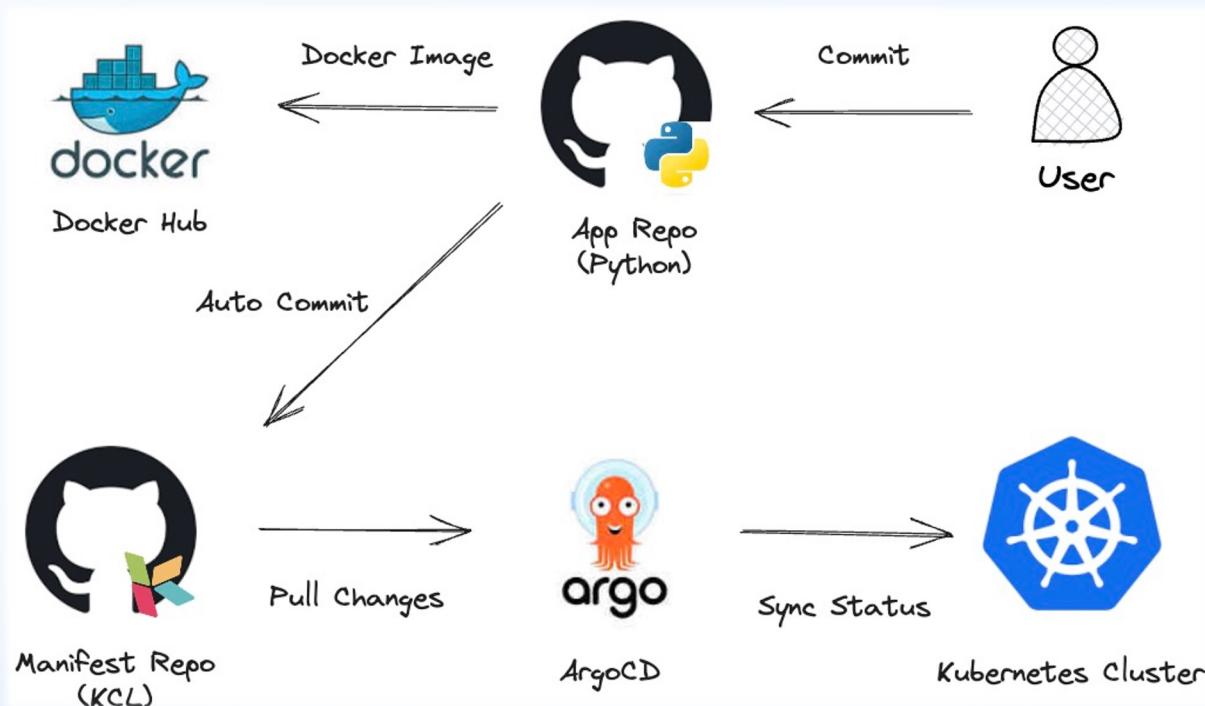 Docker Image
Commit
docker
Docker Hub
App Repo
(Python)
User
Auto Commit
Pull Changes
argo
Sync Status
Manifest Repo
(KCL)
ArgoCD
Kubernetes Cluster